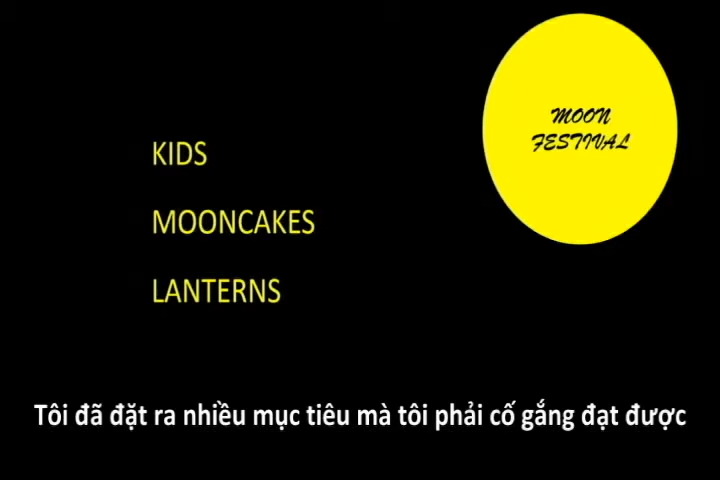 MOON
FESTIVAL
KIDS
MOONCAKES
LANTERNS
Tôi đã đặt ra nhiều mục tiêu mà tôi phải cố gắng đạt được